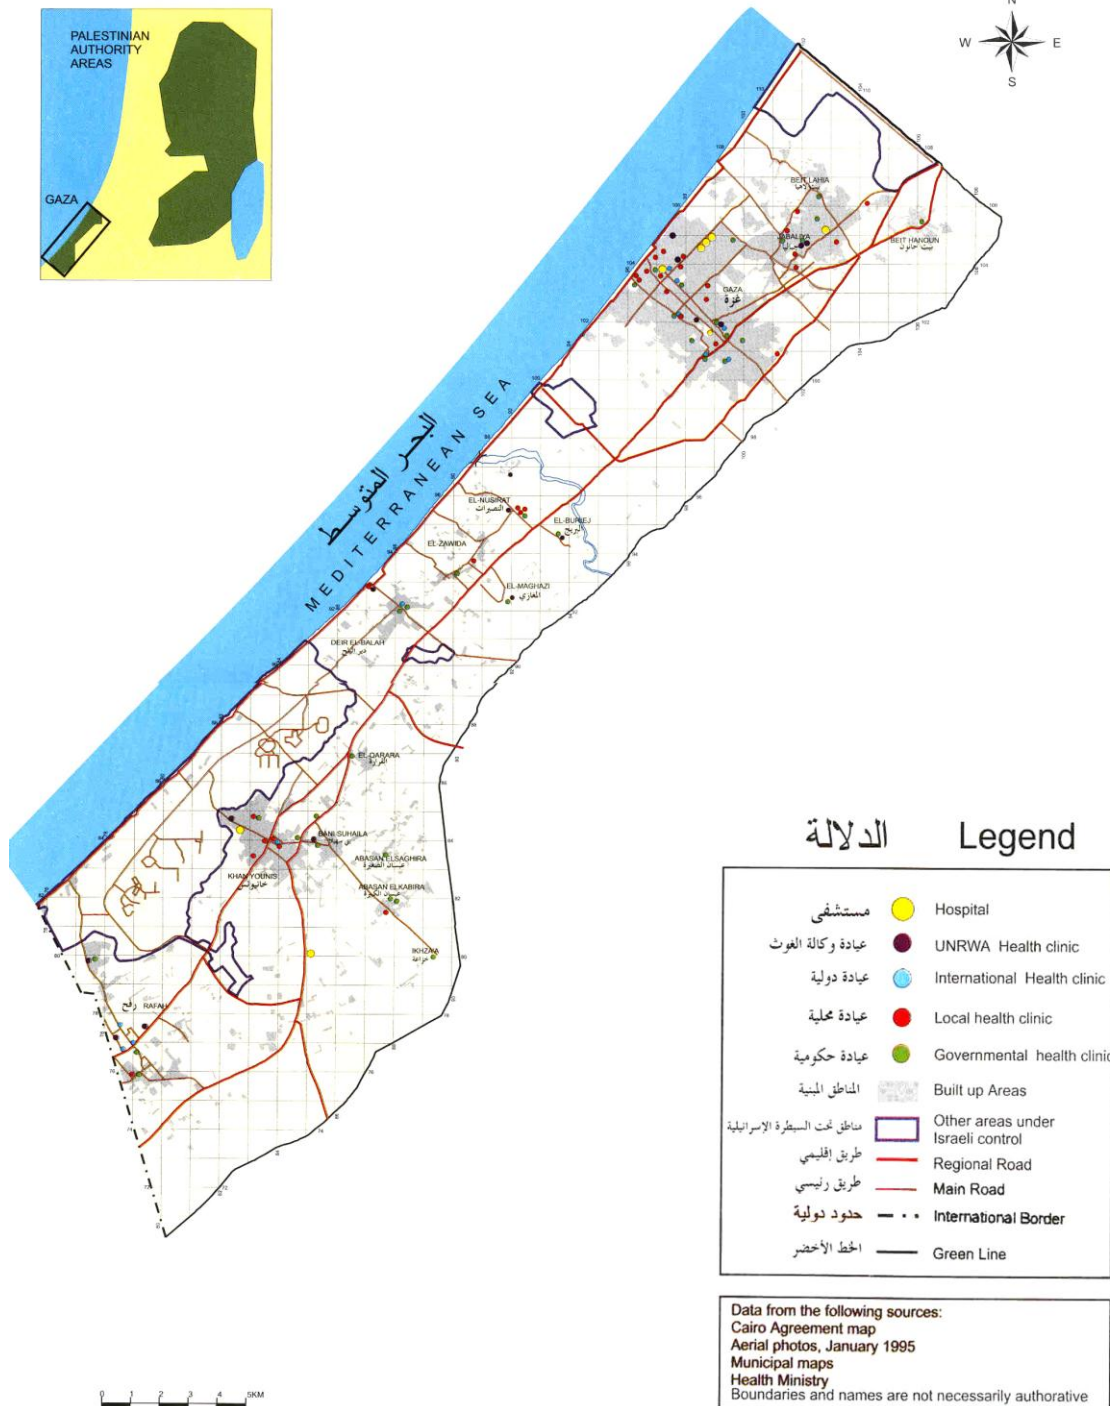 PALESTINIAN
AUTHORITY
AREAS
GAZA
N
W
E
S
البحر المتوسط
MEDITERRANEAN SEA
BEIT LAHIA
بيت لاهيا
JABALIYA
جباليا
BEIT HANOUN
بيت حانون
GAZA
غزة
EL-NUSIRAT
النصيرات
EL-BURIEJ
البريج
EL-ZAWIDA
EL-MAGHAZI
المغازي
DEIR EL-BALAH
دير البلح
EL-QARARA
القرارة
BANI SUHAILA
بني سهيلا
ABASAN ELSAGHIRA
عبسان الصغيرة
KHAN YOUNIS
خانيونس
ABASAN ELKABIRA
عبسان الكبيرة
IKHZA'A
خزاعة
رفح
RAFAH
الدلالة Legend
مستشفى Hospital
عيادة وكالة الغوث UNRWA Health clinic
عيادة دولية International Health clinic
عيادة محلية Local health clinic
عيادة حكومية Governmental health clinic
المناطق المبنية Built up Areas
مناطق تحت السيطرة الإسرائيلية Other areas under
Israeli control
طريق إقليمي Regional Road
طريق رئيسي Main Road
حدود دولية International Border
الخط الأخضر Green Line
Data from the following sources:
Cairo Agreement map
Aerial photos, January 1995
Municipal maps
Health Ministry
Boundaries and names are not necessarily authorative
0 1 2 3 4 5KM